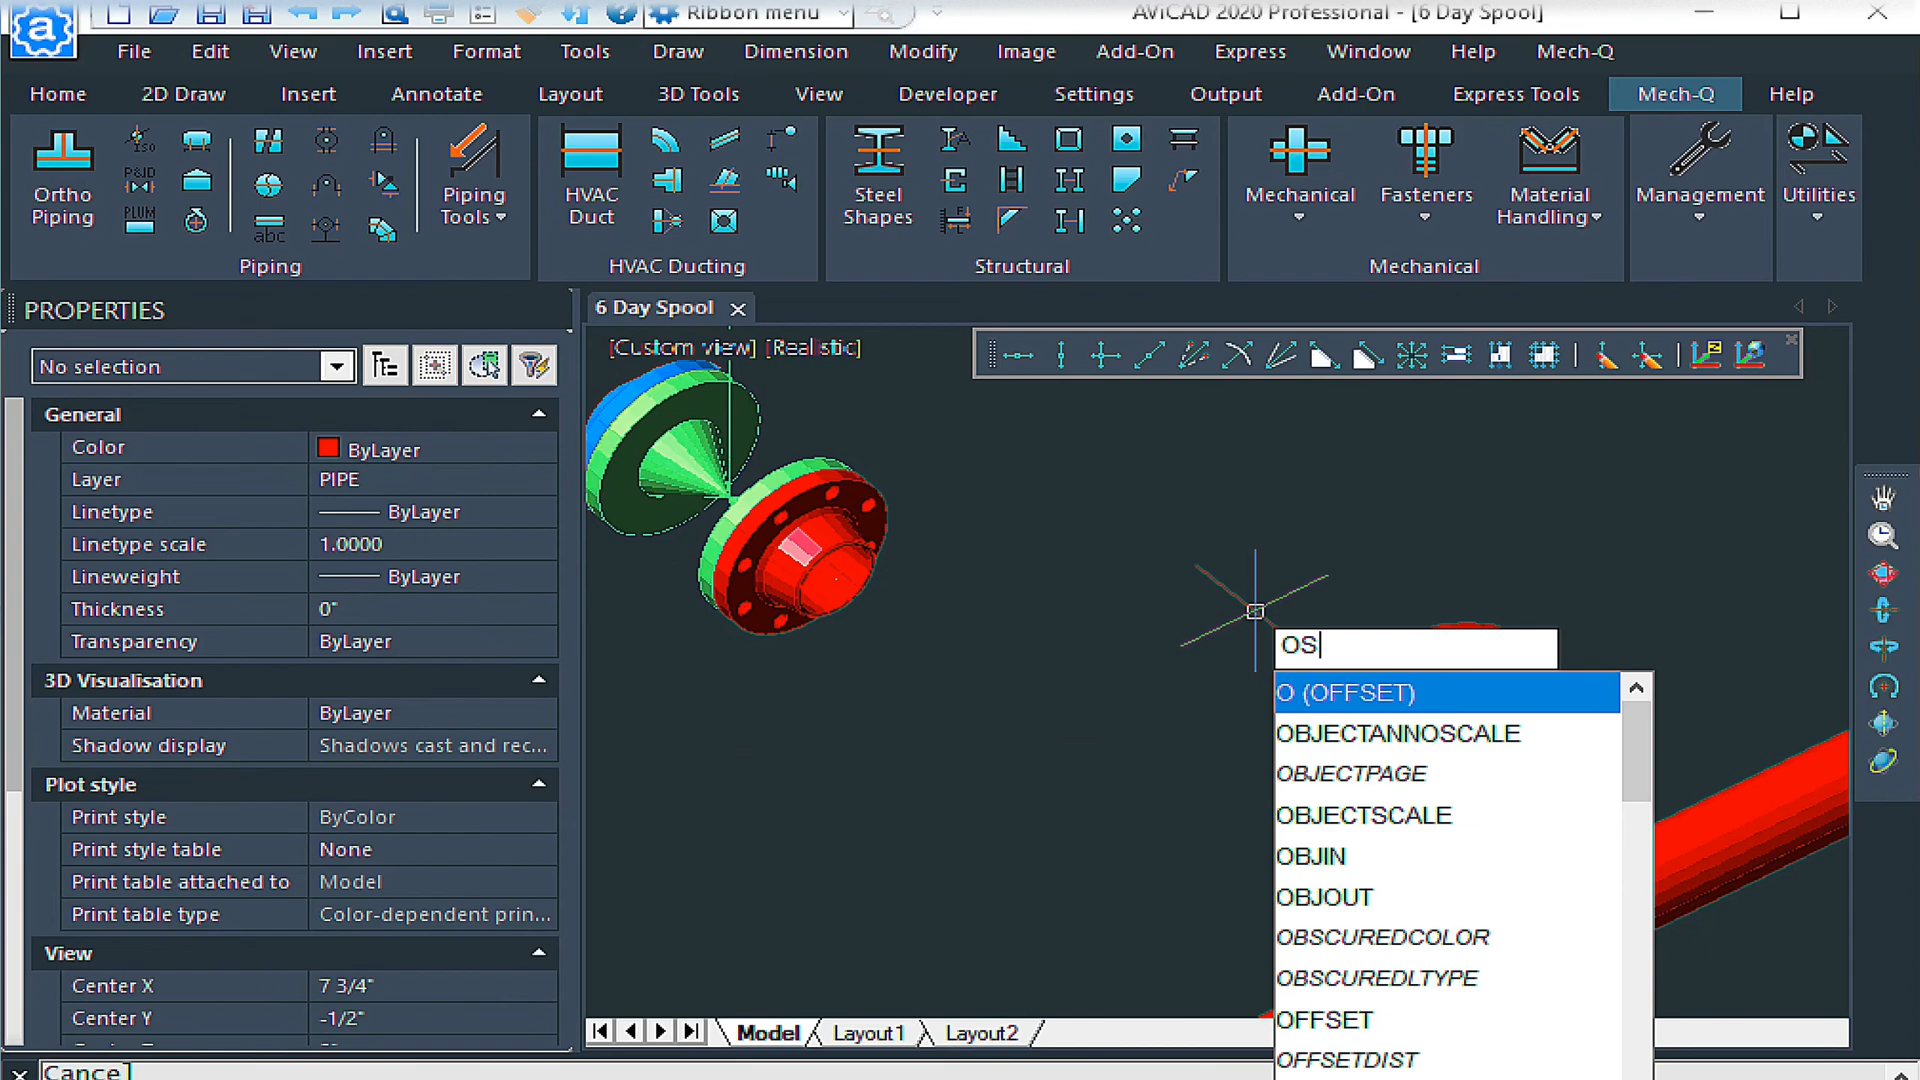 Ribbon menu
AViCAD 2020 Professional - [6 Day Spool]
File Edit View Insert Format Tools Draw Dimension Modify Image Add-On Express Window Help Mech-Q
Home 2D Draw Insert Annotate Layout 3D Tools View Developer Settings Output Add-On Express Tools Mech-Q Help
ISO
P&ID
PLUM
abc
Ortho
Piping
Piping
Tools
HVAC
Duct
Steel
Shapes
Mechanical
Fasteners
Material
Handling
Management
Utilities
Piping
HVAC Ducting
Structural
Mechanical
PROPERTIES
6 Day Spool
No selection
[Custom view] [Realistic]
General
Color ByLayer
Layer PIPE
Linetype ByLayer
Linetype scale 1.0000
Lineweight ByLayer
Thickness 0"
Transparency ByLayer
3D Visualisation
Material ByLayer
Shadow display Shadows cast and rec...
Plot style
Print style ByColor
Print style table None
Print table attached to Model
Print table type Color-dependent prin...
View
Center X 7 3/4"
Center Y -1/2"
OS
O (OFFSET)
OBJECTANNOSCALE
OBJECTPAGE
OBJECTSCALE
OBJIN
OBJOUT
OBSCUREDCOLOR
OBSCUREDLTYPE
OFFSET
OFFSETDIST
Model Layout1 Layout2
Cancel